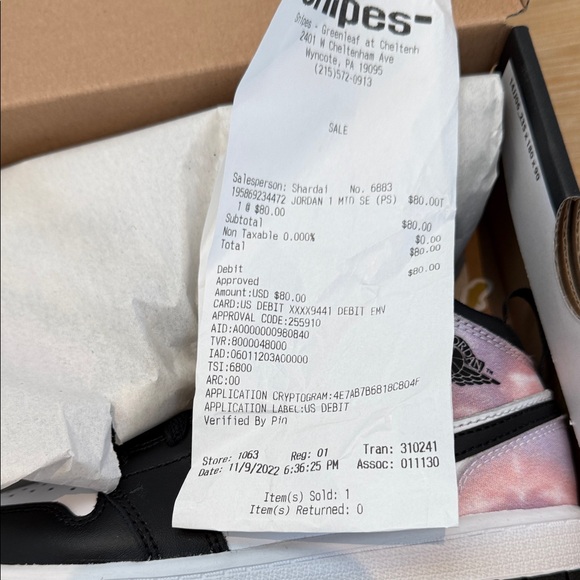 Snipes
Snipes - Greenleaf at Cheltenh
2401 W Cheltenham Ave
Wyncote, PA 19095
(215)572-0913
SALE
Salesperson: Shardai No. 6883
195869234472 JORDAN 1 MTD SE (PS) $80.00T
1 @ $80.00
Subtotal $80.00
Non Taxable 0.000% $0.00
Total $80.00
Debit $80.00
Approved
Amount:USD $80.00
CARD:US DEBIT XXXX9441 DEBIT EMV
APPROVAL CODE:255910
AID:A0000000980840
TVR:8000048000
IAD:06011203A00000
TSI:6800
ARC:00
APPLICATION CRYPTOGRAM:4E7AB7B6818C804F
APPLICATION LABEL:US DEBIT
Verified By Pin
Store: 1063 Reg: 01 Tran: 310241
Date: 11/9/2022 6:36:25 PM Assoc: 011130
Item(s) Sold: 1
Item(s) Returned: 0